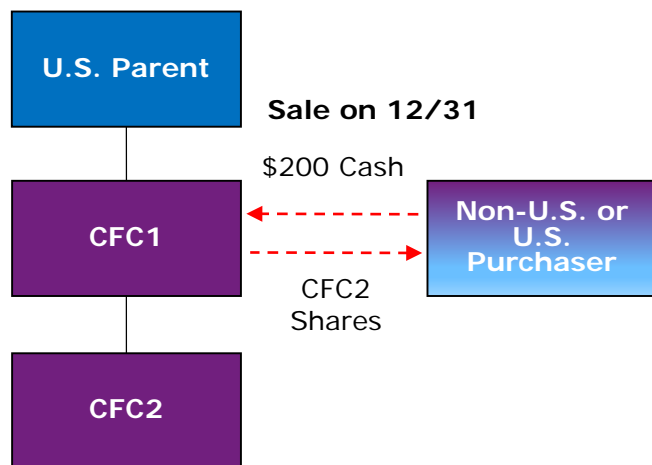 U.S. Parent
Sale on 12/31
$200 Cash
CFC1
Non-U.S. or
U.S.
Purchaser
CFC2
Shares
CFC2